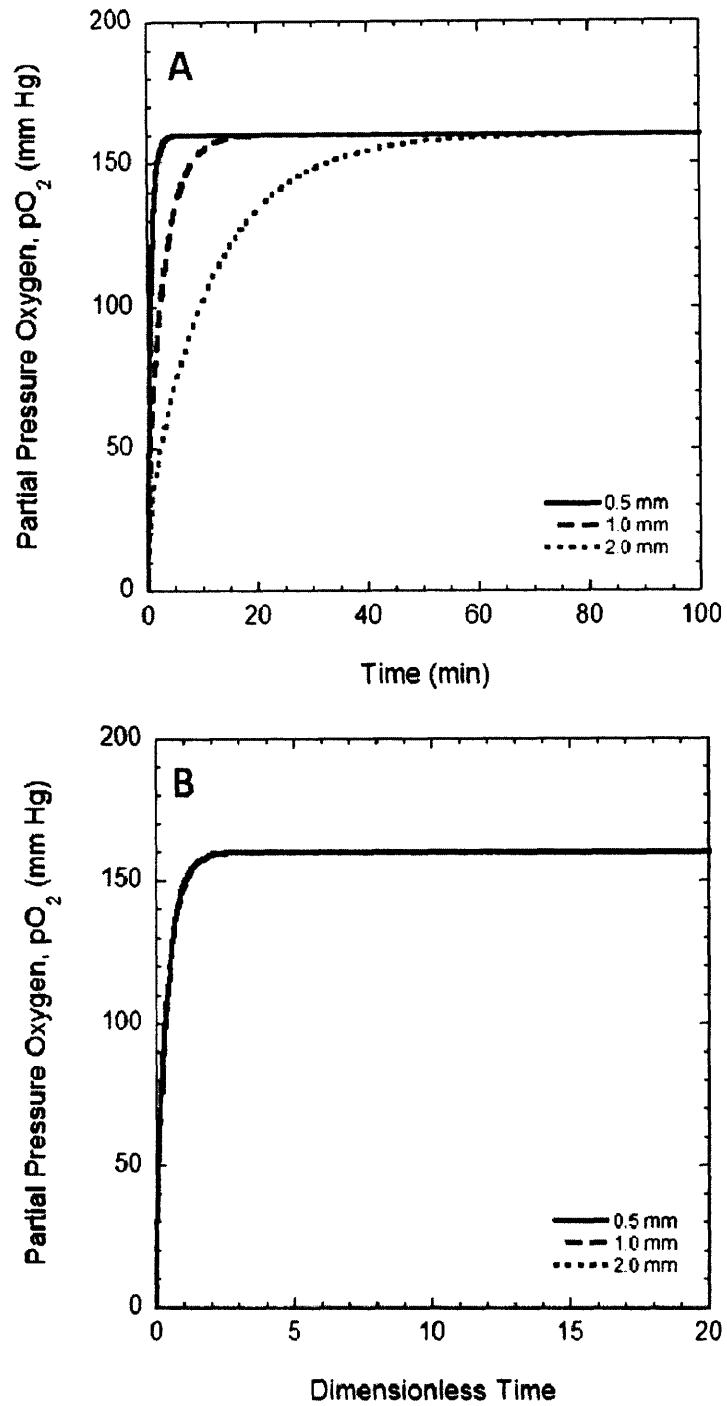 200
A
150
100
50
0
Partial Pressure Oxygen, pO2 (mm Hg)
0.5 mm
1.0 mm
2.0 mm
0 20 40 60 80 100
Time (min)
200
B
150
100
50
0
Partial Pressure Oxygen, pO2 (mm Hg)
0.5 mm
1.0 mm
2.0 mm
0 5 10 15 20
Dimensionless Time